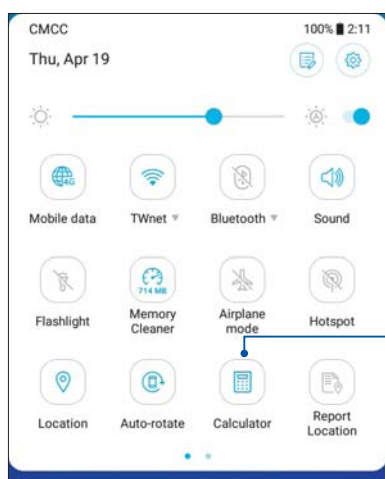 CMCC 100% 2:11
Thu, Apr 19
A
4G
Mobile data TWnet Bluetooth Sound
714 MB
Flashlight Memory Cleaner Airplane mode Hotspot
Location Auto-rotate Calculator Report Location